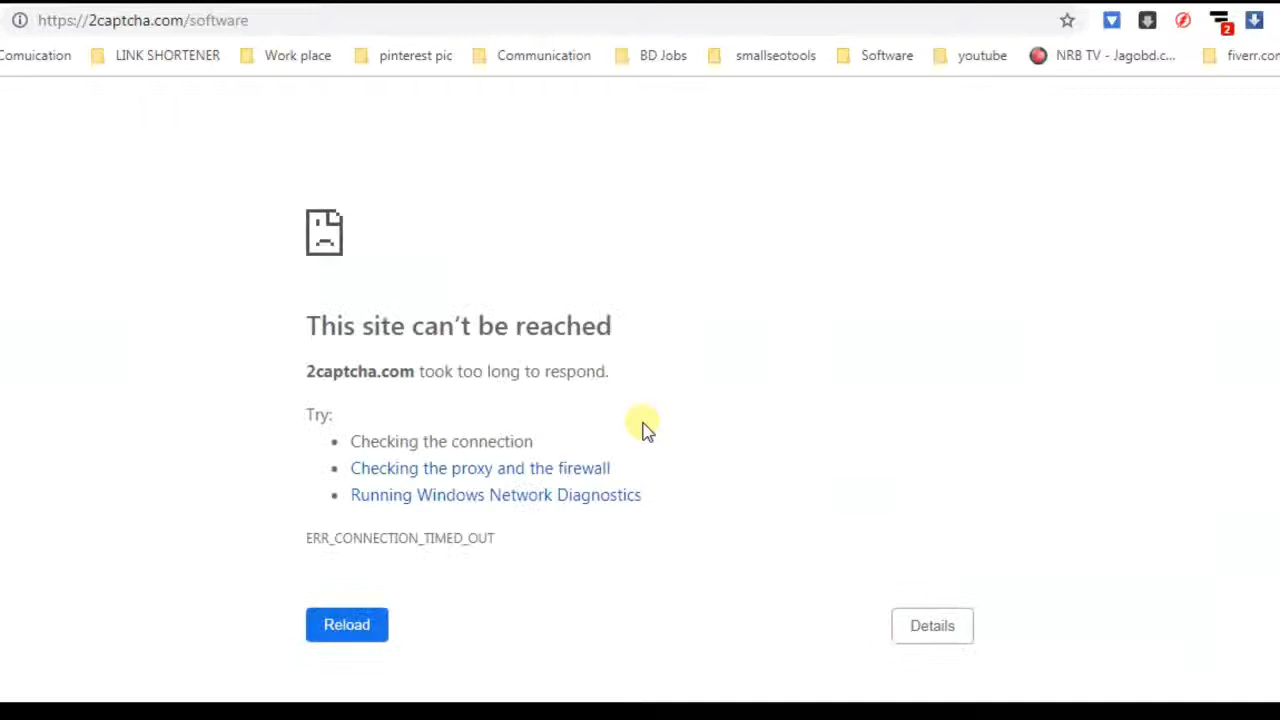 https://2captcha.com/software
2
Comuication LINK SHORTENER Work place pinterest pic Communication BD Jobs smallseotools Software youtube NRB TV - Jagobd.c... fiverr.com
This site can't be reached
2captcha.com took too long to respond.
Try:
Checking the connection
Checking the proxy and the firewall
Running Windows Network Diagnostics
ERR_CONNECTION_TIMED_OUT
Reload Details